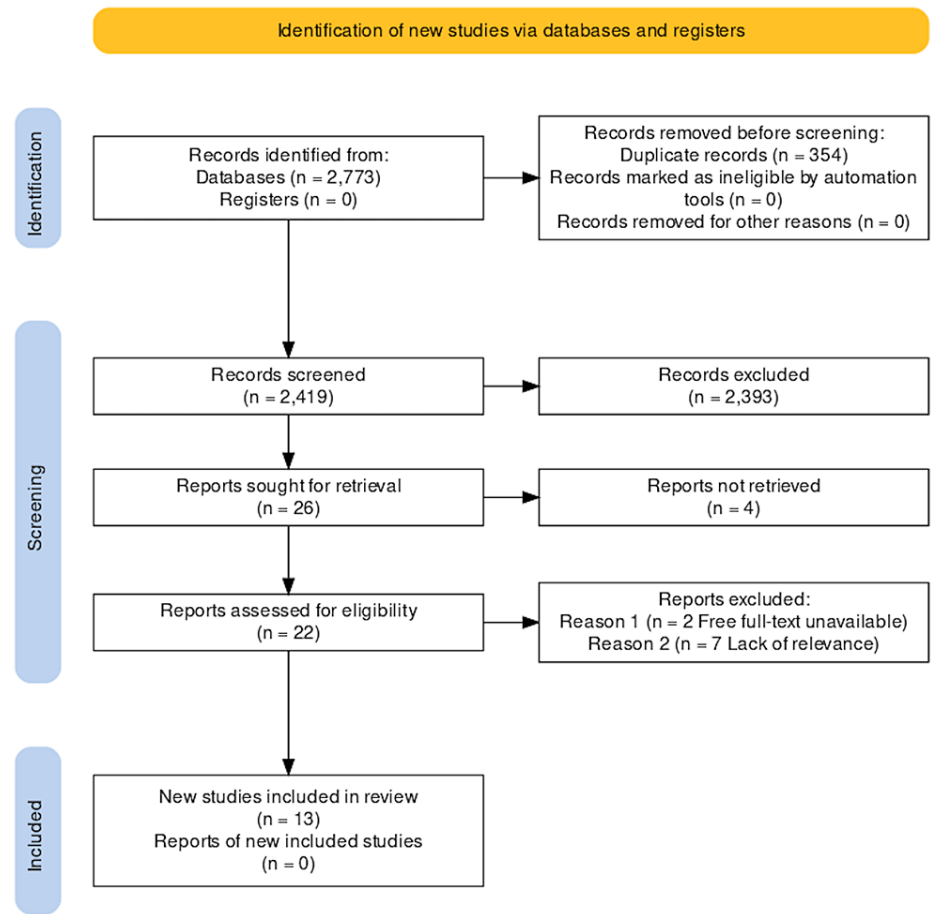 Identification of new studies via databases and registers
Identification
Records identified from:
Databases (n = 2,773)
Registers (n = 0)
Records removed before screening:
Duplicate records (n = 354)
Records marked as ineligible by automation
tools (n = 0)
Records removed for other reasons (n = 0)
Screening
Records screened
(n = 2,419)
Records excluded
(n = 2,393)
Reports sought for retrieval
(n = 26)
Reports not retrieved
(n = 4)
Reports assessed for eligibility
(n = 22)
Reports excluded:
Reason 1 (n = 2 Free full-text unavailable)
Reason 2 (n = 7 Lack of relevance)
Included
New studies included in review
(n = 13)
Reports of new included studies
(n = 0)